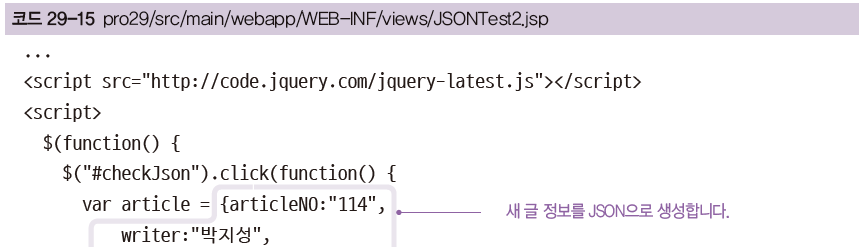 코드 29-15 pro29/src/main/webapp/WEB-INF/views/JSONTest2.jsp
...
<script src="http://code.jquery.com/jquery-latest.js"></script>
<script>
$(function() {
$("#checkJson").click(function() {
var article = {articleNO:"114", 새 글 정보를 JSON으로 생성합니다.
writer:"박지성",